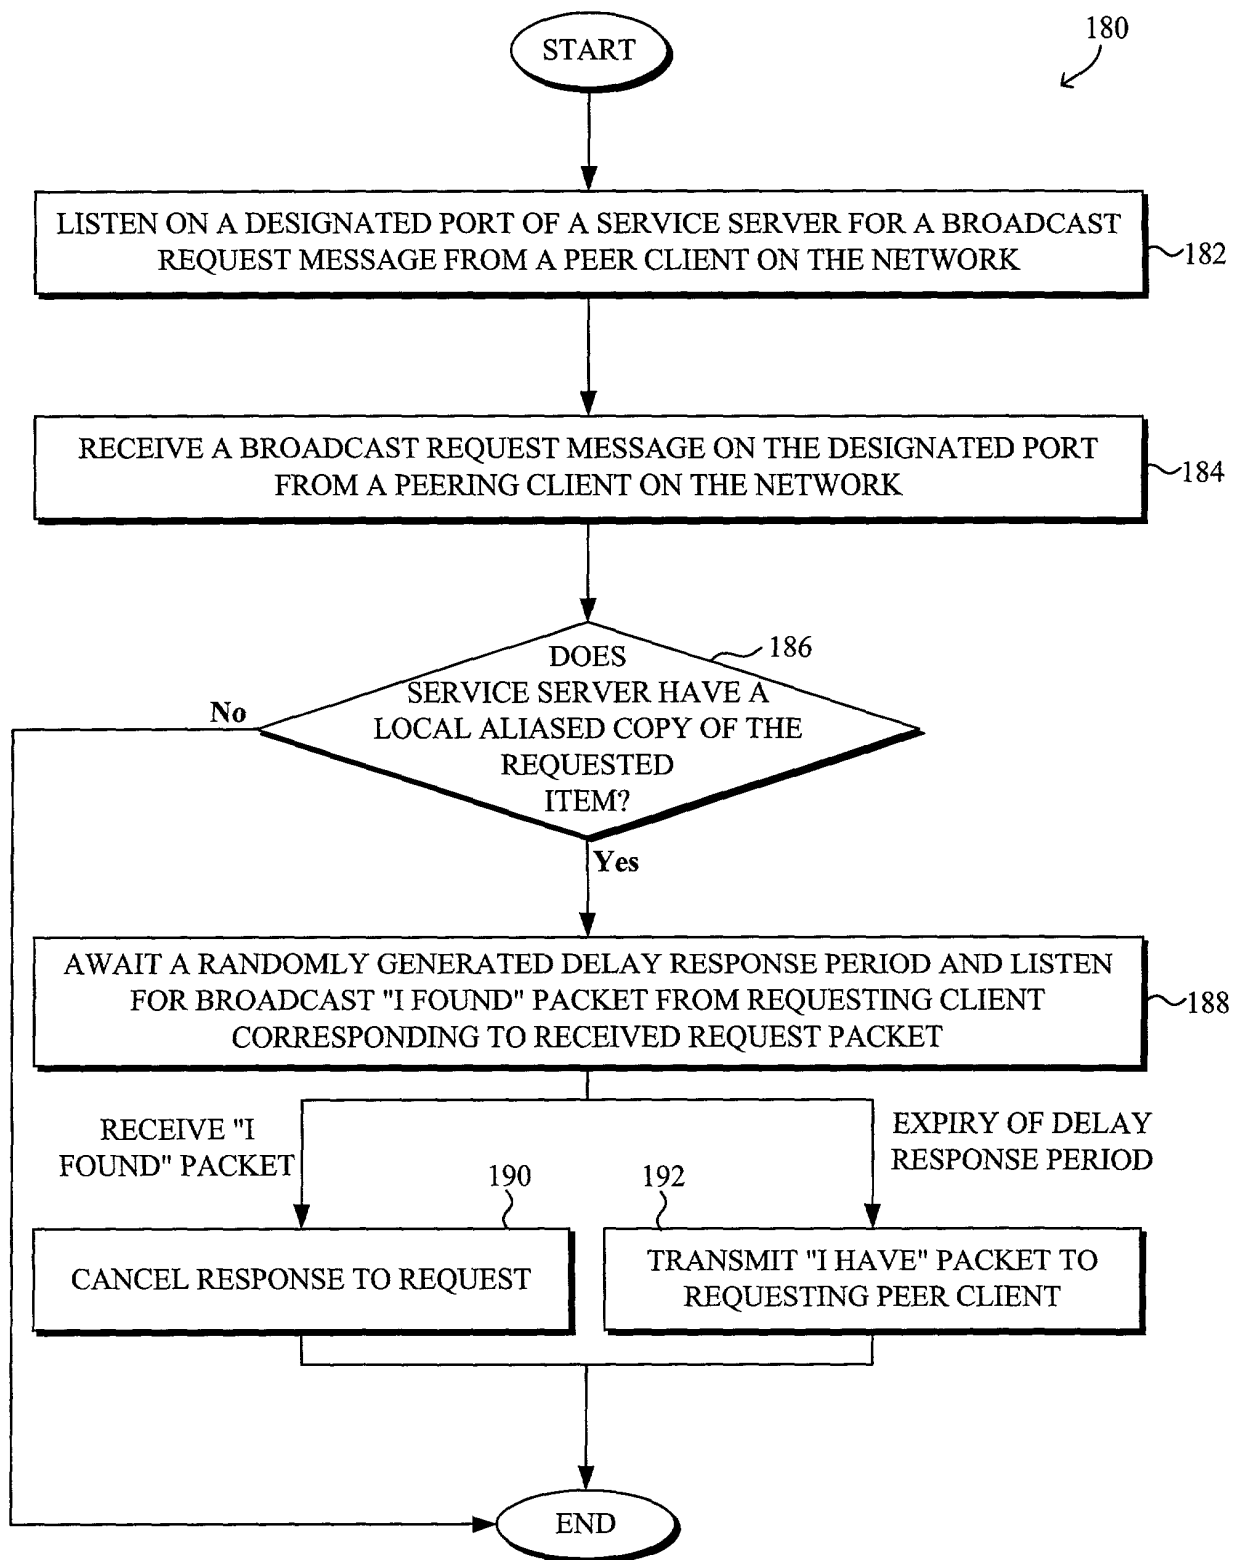 START
180
LISTEN ON A DESIGNATED PORT OF A SERVICE SERVER FOR A BROADCAST
REQUEST MESSAGE FROM A PEER CLIENT ON THE NETWORK
182
RECEIVE A BROADCAST REQUEST MESSAGE ON THE DESIGNATED PORT
FROM A PEERING CLIENT ON THE NETWORK
184
186
DOES
SERVICE SERVER HAVE A
LOCAL ALIASED COPY OF THE
REQUESTED
ITEM?
No
Yes
AWAIT A RANDOMLY GENERATED DELAY RESPONSE PERIOD AND LISTEN
FOR BROADCAST "I FOUND" PACKET FROM REQUESTING CLIENT
CORRESPONDING TO RECEIVED REQUEST PACKET
188
RECEIVE "I
FOUND" PACKET
EXPIRY OF DELAY
RESPONSE PERIOD
190
192
CANCEL RESPONSE TO REQUEST
TRANSMIT "I HAVE" PACKET TO
REQUESTING PEER CLIENT
END